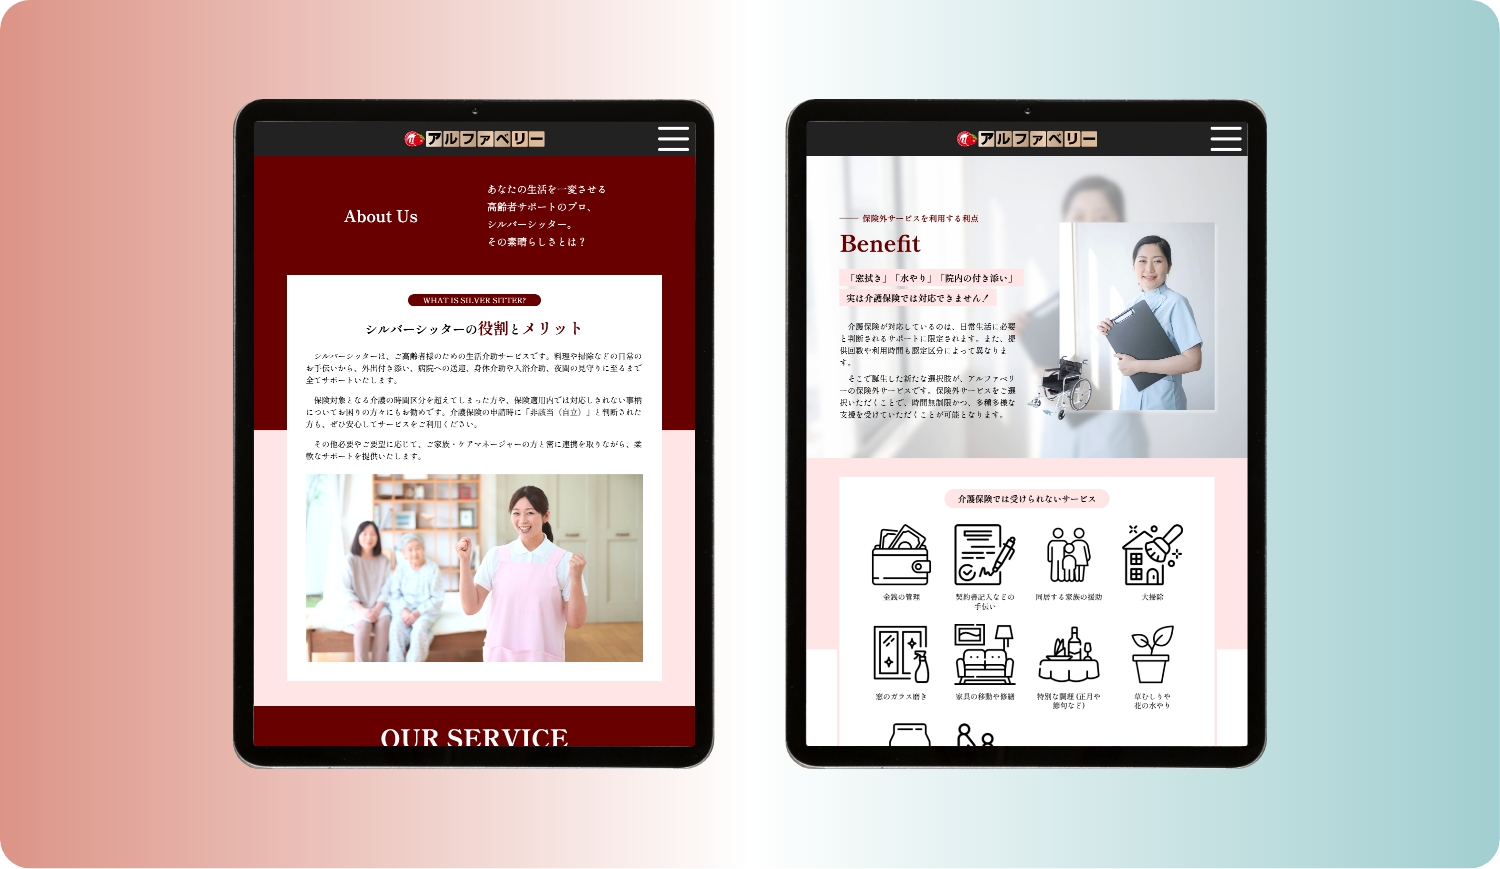 アルファベリー
About Us
あなたの生活を一変させる
高齢者サポートのプロ、
シルバーシッター。
その素晴らしさとは？
WHAT IS SILVER SITTER?
シルバーシッターの役割とメリット
シルバーシッターは、ご高齢者様のための生活介助サービスです。料理や掃除などの日常の
お手伝いから、外出付き添い、病院への送迎、身体介助や入浴介助、夜間の見守りに至るまで
全てサポートいたします。
保険対象となる介護の時間区分を超えてしまった方や、保険適用内では対応しきれない事柄
についてお困りの方々にもお勧めです。介護保険の申請時に「非該当（自立）」と判断された
方も、ぜひ安心してサービスをご利用ください。
その他必要やご要望に応じて、ご家族・ケアマネージャーの方と密に連携を取りながら、柔
軟なサポートを提供いたします。
OUR SERVICE
アルファベリー
保険外サービスを利用する利点
Benefit
「窓拭き」「水やり」「院内の付き添い」
実は介護保険では対応できません！
介護保険が対応しているのは、日常生活に必要
と判断されるサポートに限定されます。また、提
供回数や利用時間も認定区分によって異なりま
す。
そこで誕生した新たな選択肢が、アルファベリ
ーの保険外サービスです。保険外サービスをご選
択いただくことで、時間無制限かつ、多種多様な
支援を受けていただくことが可能となります。
介護保険では受けられないサービス
金銭の管理
契約書記入などの
手伝い
同居する家族の援助
大掃除
窓のガラス磨き
家具の移動や修繕
特別な調理 (正月や
節句など)
草むしりや
花の水やり